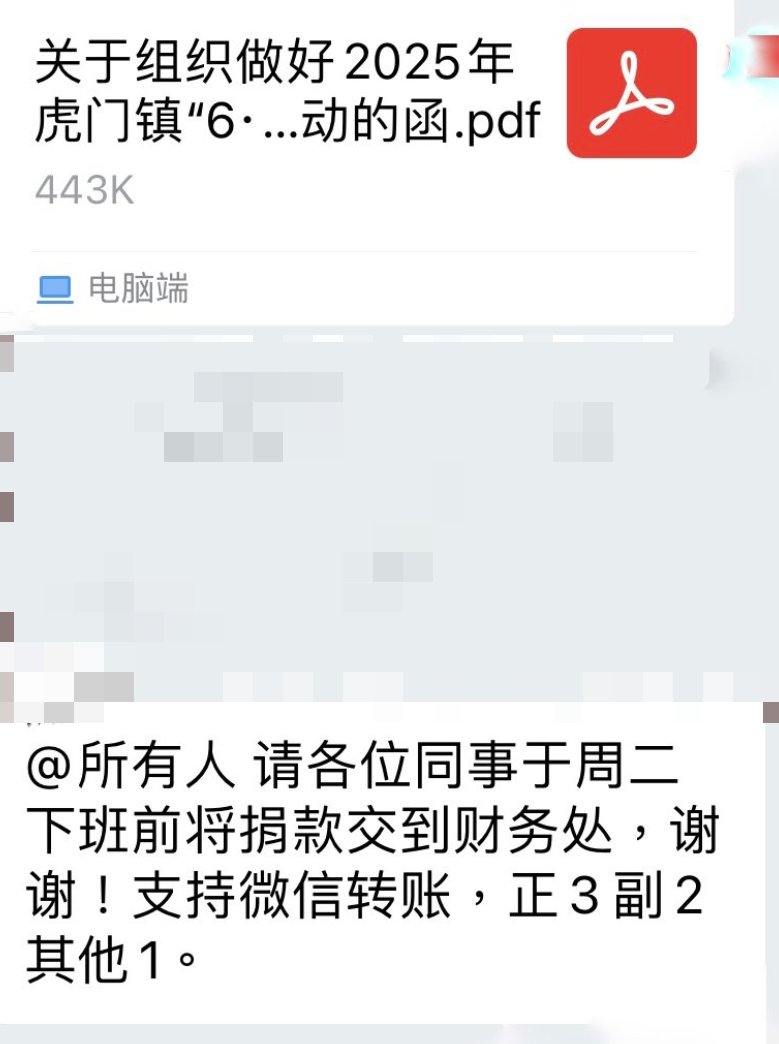 关于组织做好2025年
虎门镇“6·...动的函.pdf
443K
电脑端
@所有人 请各位同事于周二
下班前将捐款交到财务处，谢
谢！支持微信转账，正3副2
其他1。